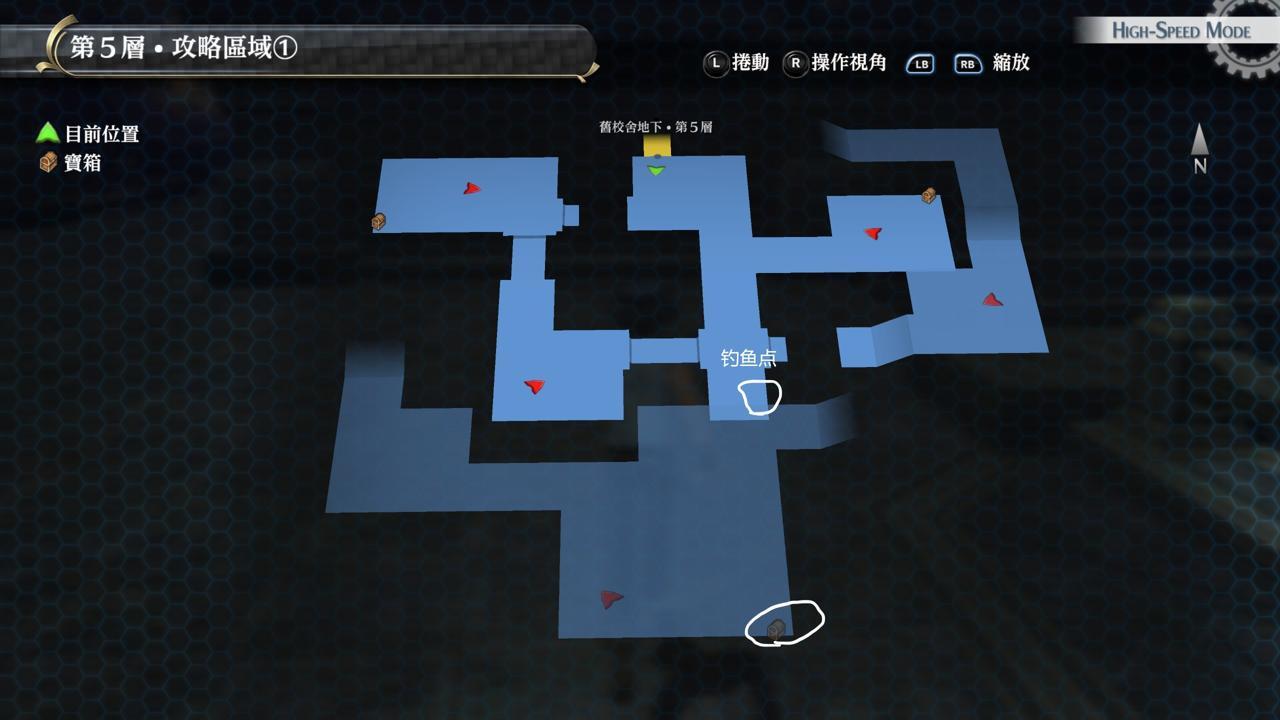 第5層•攻略區域①
HIGH-SPEED MODE
L 捲動 R 操作視角 LB RB 縮放
目前位置
寶箱
舊校舍地下•第5層
N
钓鱼点